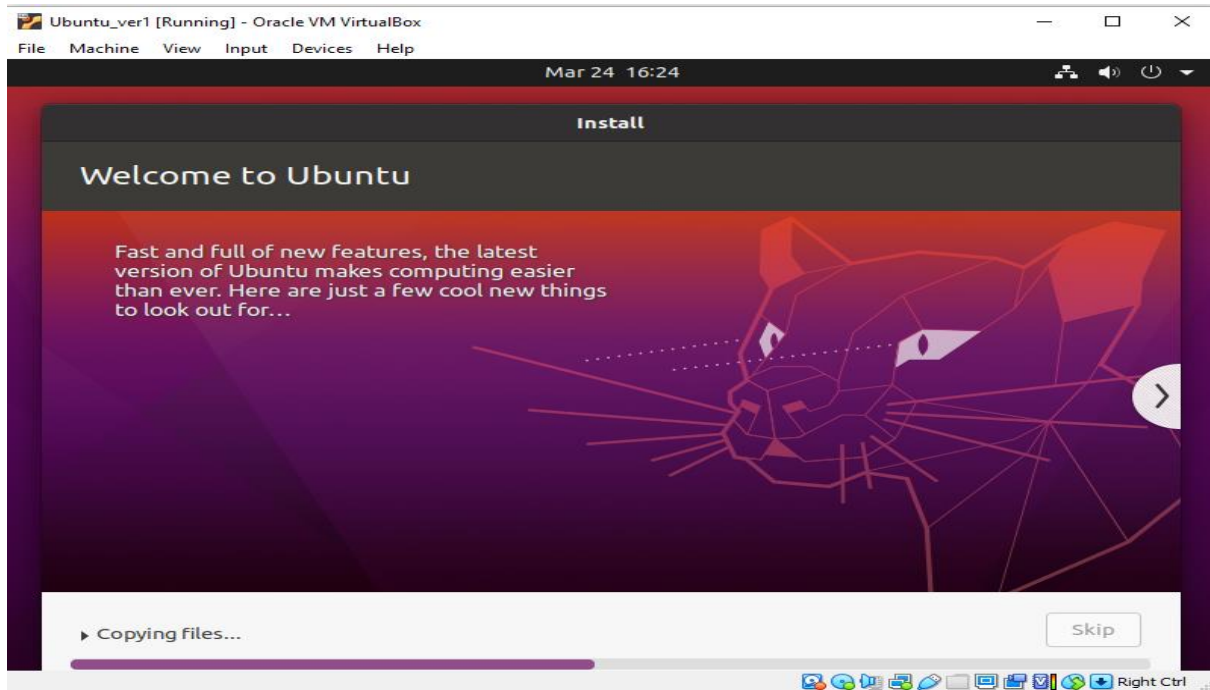 Ubuntu_ver1 [Running] - Oracle VM VirtualBox
File Machine View Input Devices Help
Mar 24 16:24
Install
Welcome to Ubuntu
Fast and full of new features, the latest
version of Ubuntu makes computing easier
than ever. Here are just a few cool new things
to look out for...
Copying files...
Skip
Right Ctrl